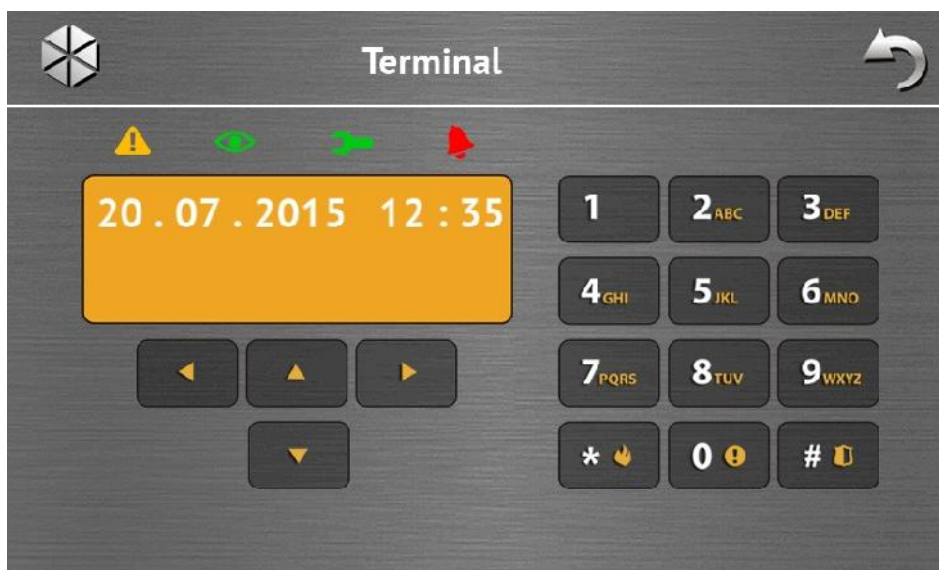 Terminal
20.07.2015 12:35
1 2ABC 3DEF
4GHI 5JKL 6MNO
7PQRS 8TUV 9WXYZ
* 0 #